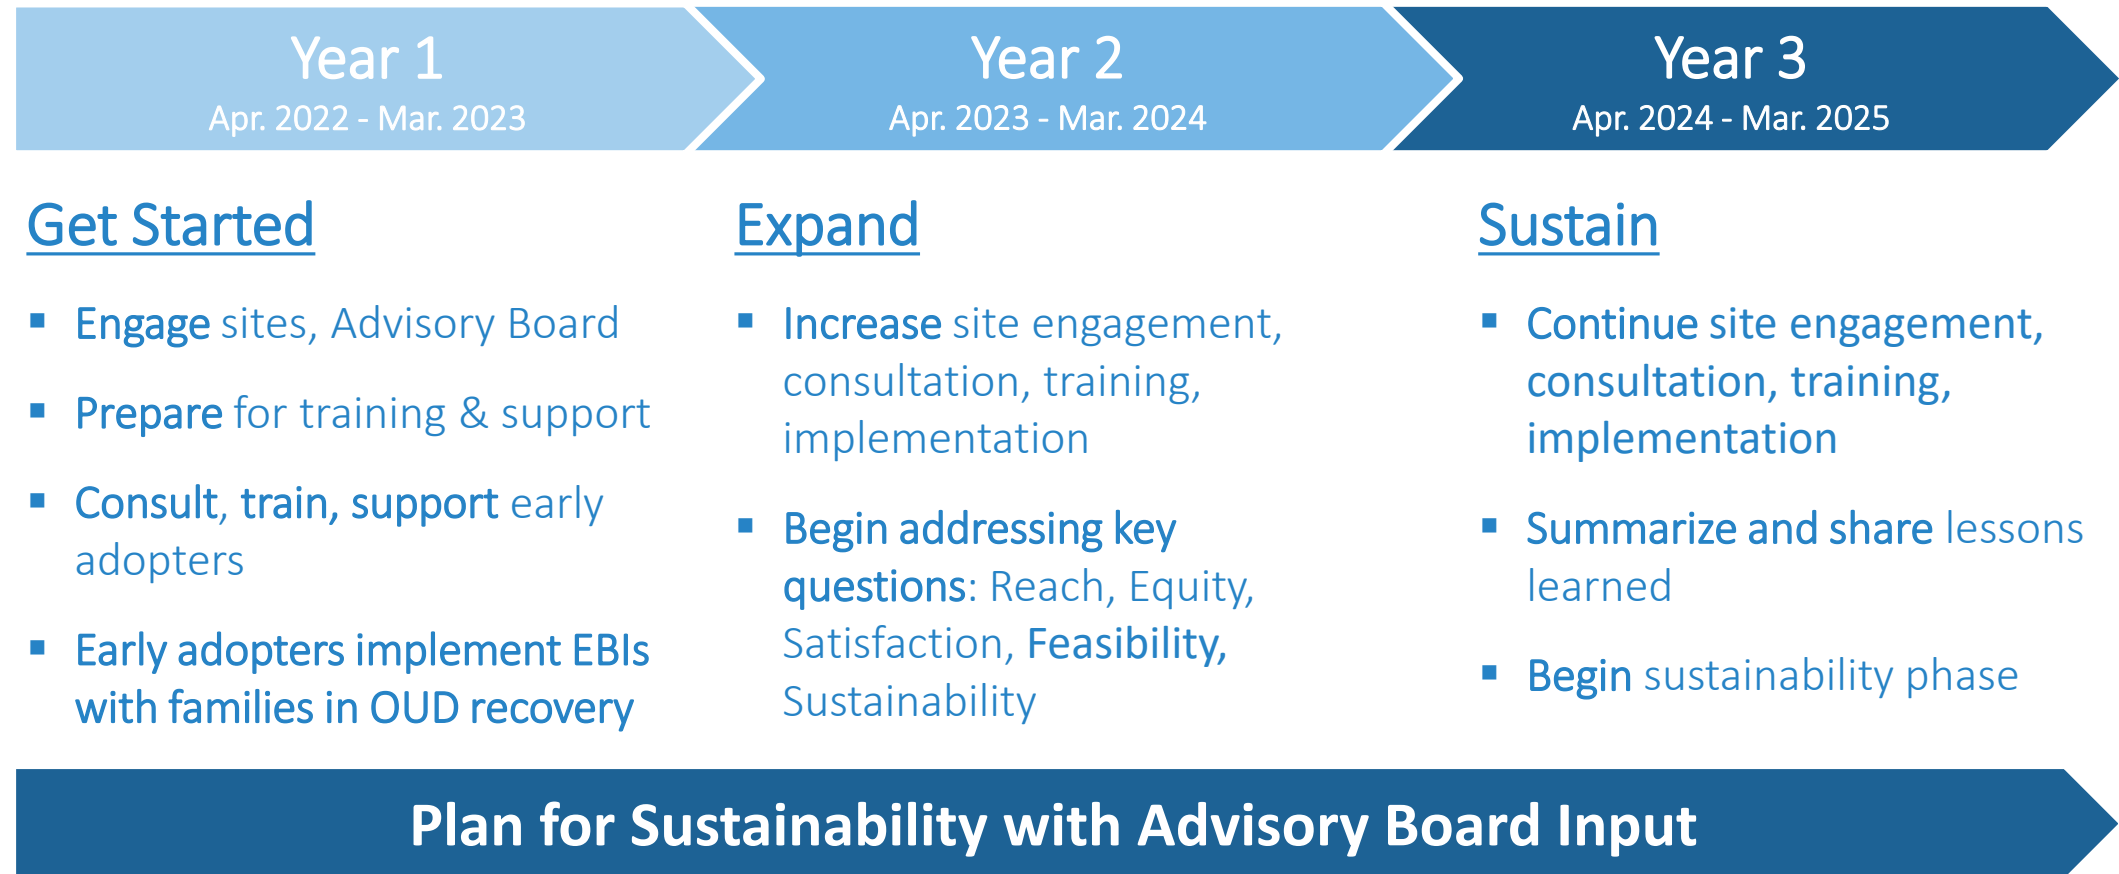 Year 1
Apr. 2022 - Mar. 2023
Year 2
Apr. 2023 - Mar. 2024
Year 3
Apr. 2024 - Mar. 2025
Get Started
▪ Engage sites, Advisory Board
▪ Prepare for training & support
▪ Consult, train, support early
adopters
▪ Early adopters implement EBIs
with families in OUD recovery
Expand
▪ Increase site engagement,
consultation, training,
implementation
▪ Begin addressing key
questions: Reach, Equity,
Satisfaction, Feasibility,
Sustainability
Sustain
▪ Continue site engagement,
consultation, training,
implementation
▪ Summarize and share lessons
learned
▪ Begin sustainability phase
Plan for Sustainability with Advisory Board Input